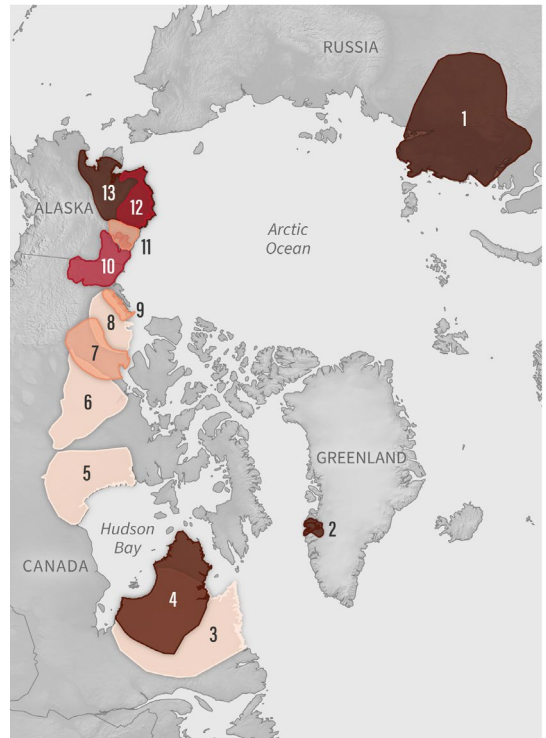 RUSSIA
1
13
ALASKA
12
Arctic
Ocean
11
10
9
8
7
6
GREENLAND
5
Hudson
Bay
2
CANADA
4
3